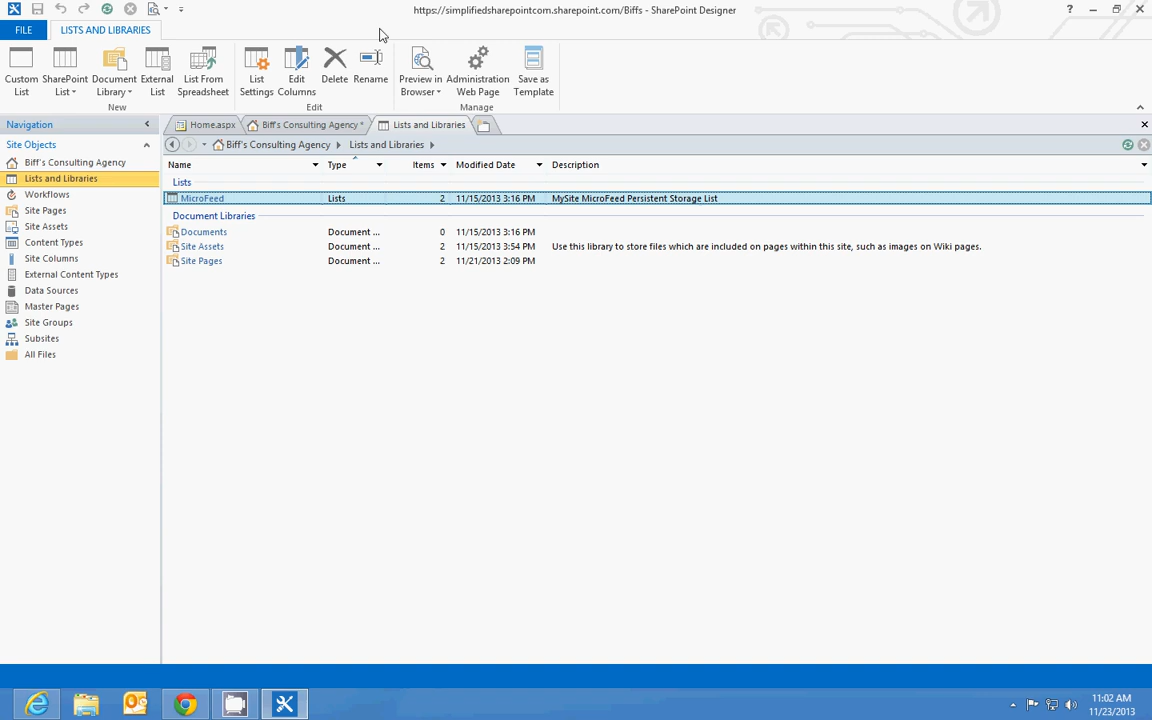 https://simplifiedsharepointcom.sharepoint.com/Biffs - SharePoint Designer
FILE LISTS AND LIBRARIES
Custom List
SharePoint List
Document Library
External List
List From Spreadsheet
List Settings
Edit Columns
Delete
Rename
Preview in Browser
Administration Web Page
Save as Template
New Edit Manage
Navigation
Home.aspx Biff's Consulting Agency * Lists and Libraries
Site Objects
Biff's Consulting Agency Lists and Libraries
Biff's Consulting Agency
Lists and Libraries
Workflows
Site Pages
Site Assets
Content Types
Site Columns
External Content Types
Data Sources
Master Pages
Site Groups
Subsites
All Files
Name Type Items Modified Date Description
Lists
MicroFeed Lists 2 11/15/2013 3:16 PM MySite MicroFeed Persistent Storage List
Document Libraries
Documents Document ... 0 11/15/2013 3:16 PM
Site Assets Document ... 2 11/15/2013 3:54 PM Use this library to store files which are included on pages within this site, such as images on Wiki pages.
Site Pages Document ... 2 11/21/2013 2:09 PM
11:02 AM
11/23/2013